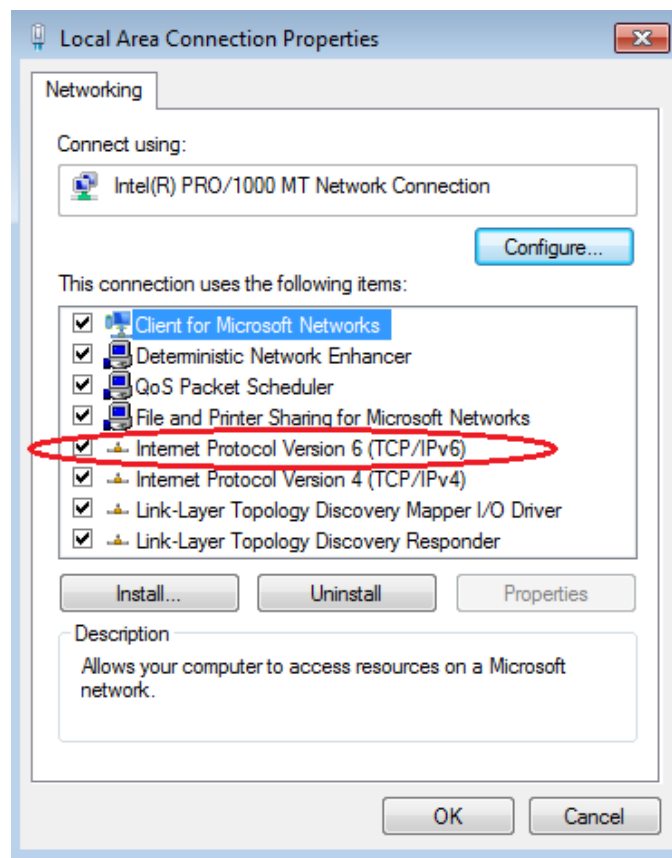 Local Area Connection Properties
Networking
Connect using:
Intel(R) PRO/1000 MT Network Connection
Configure...
This connection uses the following items:
Client for Microsoft Networks
Deterministic Network Enhancer
QoS Packet Scheduler
File and Printer Sharing for Microsoft Networks
Internet Protocol Version 6 (TCP/IPv6)
Internet Protocol Version 4 (TCP/IPv4)
Link-Layer Topology Discovery Mapper I/O Driver
Link-Layer Topology Discovery Responder
Install... Uninstall Properties
Description
Allows your computer to access resources on a Microsoft
network.
OK Cancel